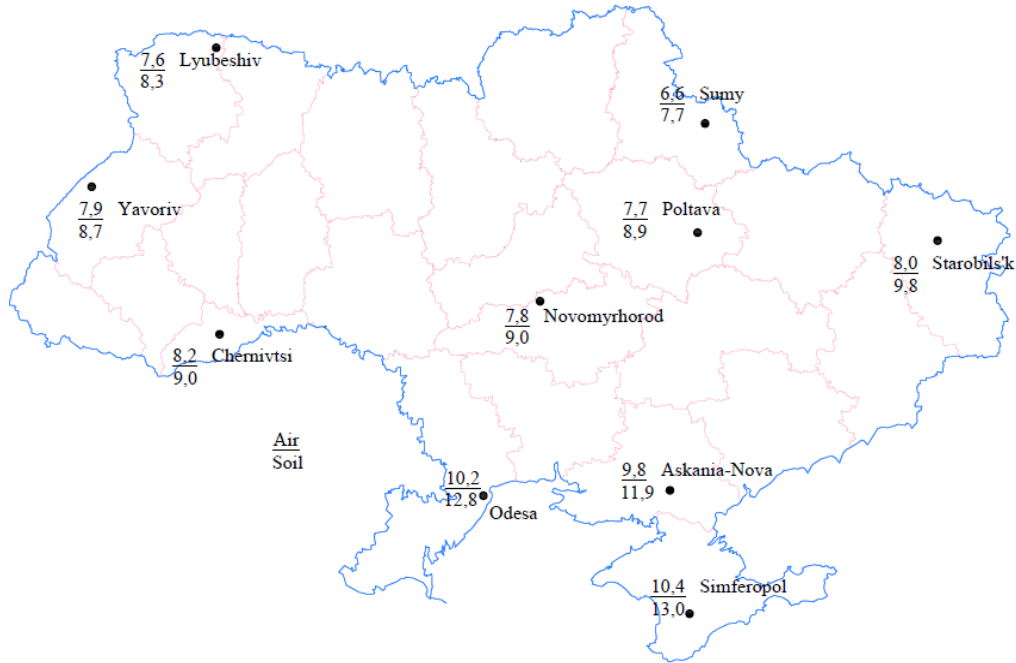 7,6 Lyubeshiv
8,3
6,6 Sumy
7,7
7,9 Yavoriv
8,7
7,7 Poltava
8,9
8,0 Starobils'k
9,8
7,8 Novomyrhorod
9,0
8,2 Chernivtsi
9,0
Air
Soil
9,8 Askania-Nova
11,9
10,2
12,8
Odesa
10,4 Simferopol
13,0